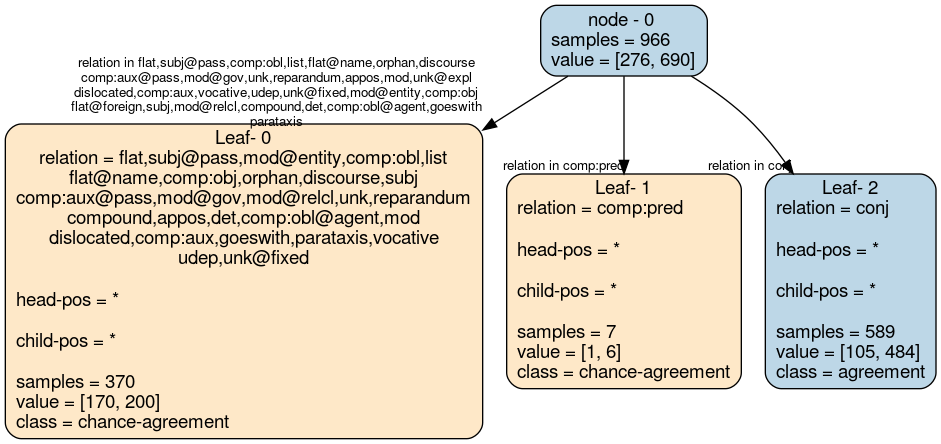 node - 0
samples = 966
value = [276, 690]
relation in flat,subj@pass,comp:obl,list,flat@name,orphan,discourse
comp:aux@pass,mod@gov,unk,reparandum,appos,mod,unk@expl
dislocated,comp:aux,vocative,udep,unk@fixed,mod@entity,comp:obj
flat@foreign,subj,mod@relcl,compound,det,comp:obl@agent,goeswith
parataxis
Leaf- 0
relation = flat,subj@pass,mod@entity,comp:obl,list
flat@name,comp:obj,orphan,discourse,subj
comp:aux@pass,mod@gov,mod@relcl,unk,reparandum
compound,appos,det,comp:obl@agent,mod
dislocated,comp:aux,goeswith,parataxis,vocative
udep,unk@fixed
head-pos = *
child-pos = *
samples = 370
value = [170, 200]
class = chance-agreement
relation in comp:pred
Leaf- 1
relation = comp:pred
head-pos = *
child-pos = *
samples = 7
value = [1, 6]
class = chance-agreement
relation in conj
Leaf- 2
relation = conj
head-pos = *
child-pos = *
samples = 589
value = [105, 484]
class = agreement